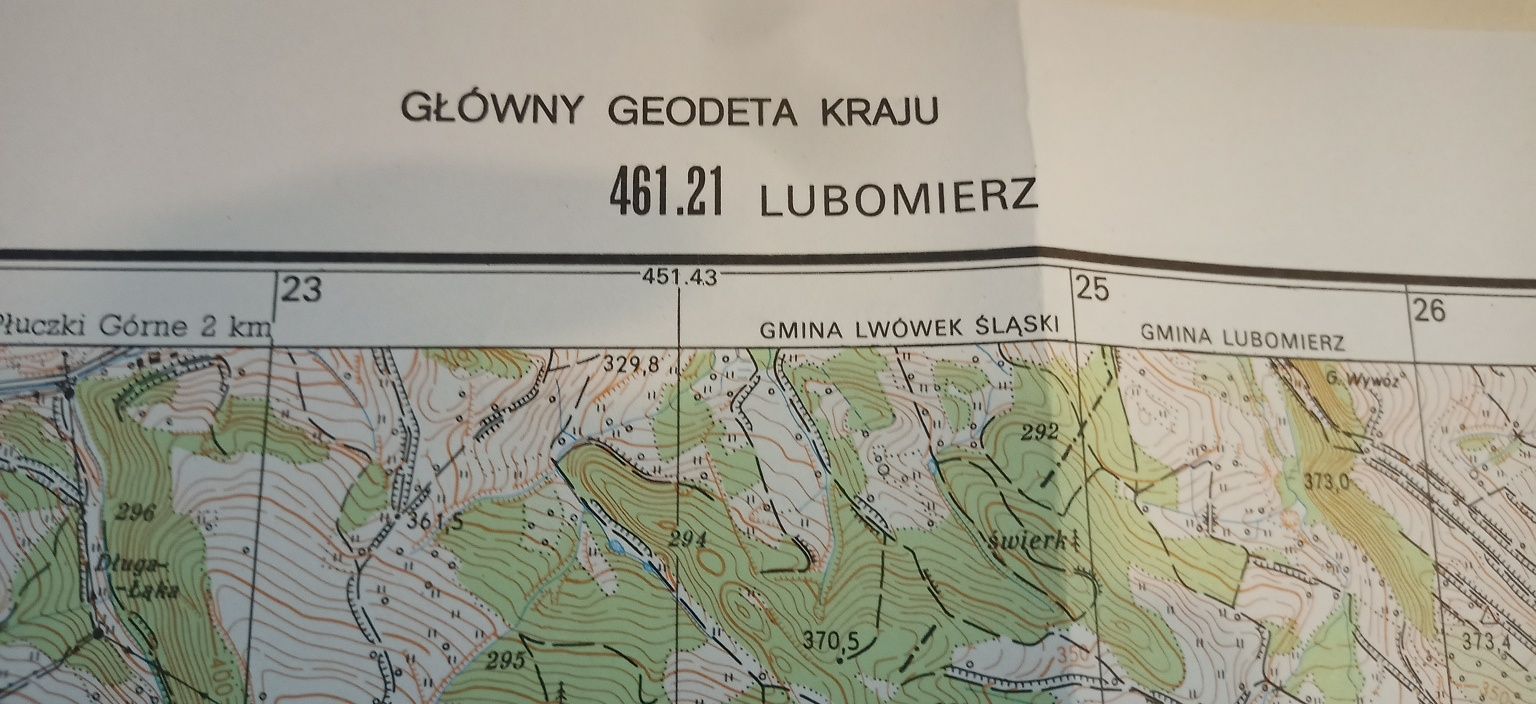 GŁÓWNY GEODETA KRAJU
461.21 LUBOMIERZ
23
451.43
25
26
Płuczki Górne 2 km
GMINA LWÓWEK ŚLĄSKI
GMINA LUBOMIERZ
329,8
G. Wywóz
292
373,0
296
361,5
294
świerki
Długa-
-Łąka
370,5
373,4
295
350
400
350